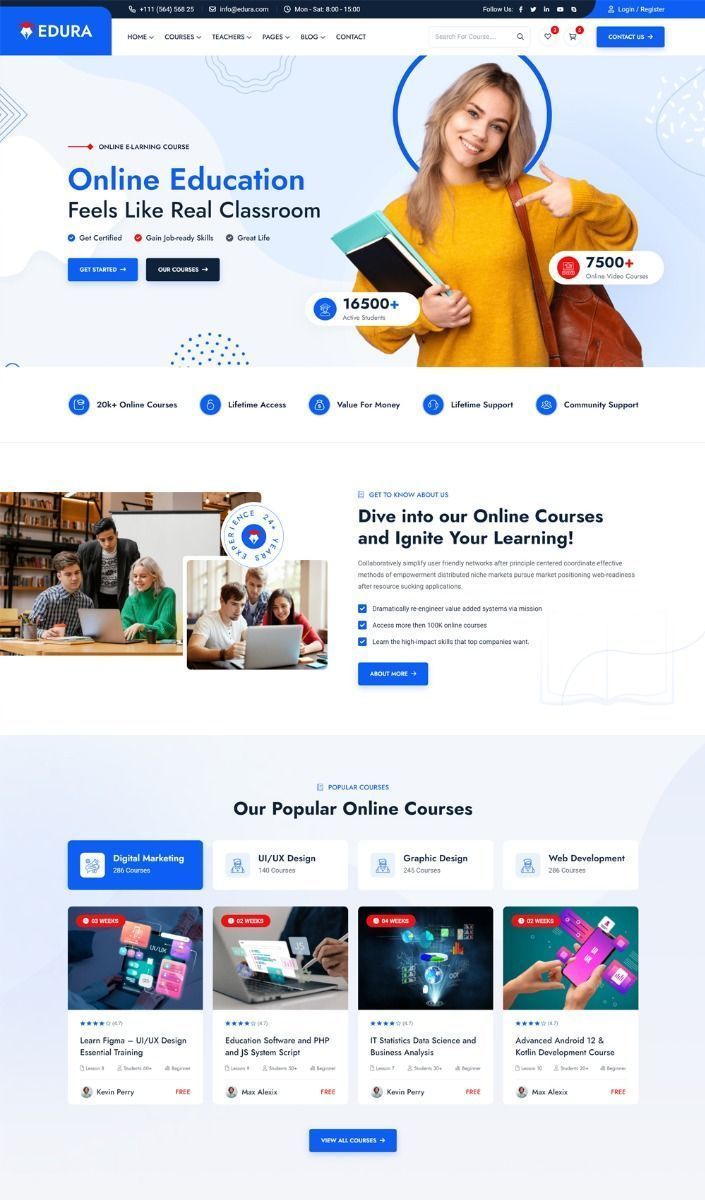 +111 (564) 568 25
info@edura.com
Mon - Sat: 8:00 - 15:00
Follow Us:
Login / Register
EDURA
HOME
COURSES
TEACHERS
PAGES
BLOG
CONTACT
Search For Course....
CONTACT US →
ONLINE E-LARNING COURSE
Online Education
Feels Like Real Classroom
Get Certified
Gain Job-ready Skills
Great Life
GET STARTED →
OUR COURSES →
7500+
Online Video Courses
16500+
Active Students
20k+ Online Courses
Lifetime Access
Value For Money
Lifetime Support
Community Support
24+ YEARS EXPERIENCE
GET TO KNOW ABOUT US
Dive into our Online Courses
and Ignite Your Learning!
Collaboratively simplify user friendly networks after principle centered coordinate effective
methods of empowerment distributed niche markets pursue market positioning web-readiness
after resource sucking applications.
Dramatically re-engineer value added systems via mission
Access more then 100K online courses
Learn the high-impact skills that top companies want.
ABOUT MORE →
POPULAR COURSES
Our Popular Online Courses
Digital Marketing
286 Courses
UI/UX Design
140 Courses
Graphic Design
245 Courses
Web Development
286 Courses
03 WEEKS
UX/UI
(4.7)
Learn Figma – UI/UX Design
Essential Training
Lesson 8
Students 60+
Beginner
Kevin Perry
FREE
02 WEEKS
JS
(4.7)
Education Software and PHP
and JS System Script
Lesson 9
Students 50+
Beginner
Max Alexix
FREE
04 WEEKS
(4.7)
IT Statistics Data Science and
Business Analysis
Lesson 7
Students 30+
Beginner
Kevin Perry
FREE
02 WEEKS
(4.7)
Advanced Android 12 &
Kotlin Development Course
Lesson 10
Students 20+
Beginner
Max Alexix
FREE
VIEW ALL COURSES →